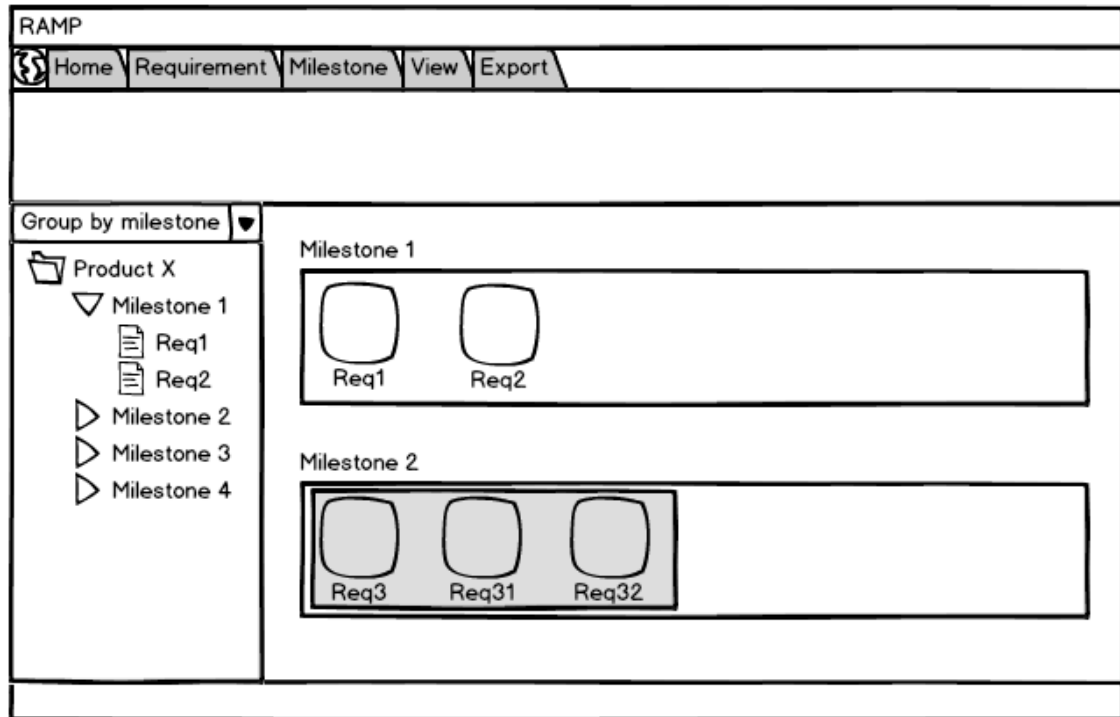 RAMP
Home Requirement Milestone View Export
Group by milestone
Product X
Milestone 1
Req1
Req2
Milestone 2
Milestone 3
Milestone 4
Milestone 1
Req1 Req2
Milestone 2
Req3 Req31 Req32